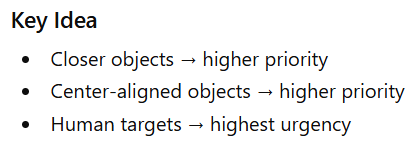 Key Idea
• Closer objects → higher priority
• Center-aligned objects → higher priority
• Human targets → highest urgency